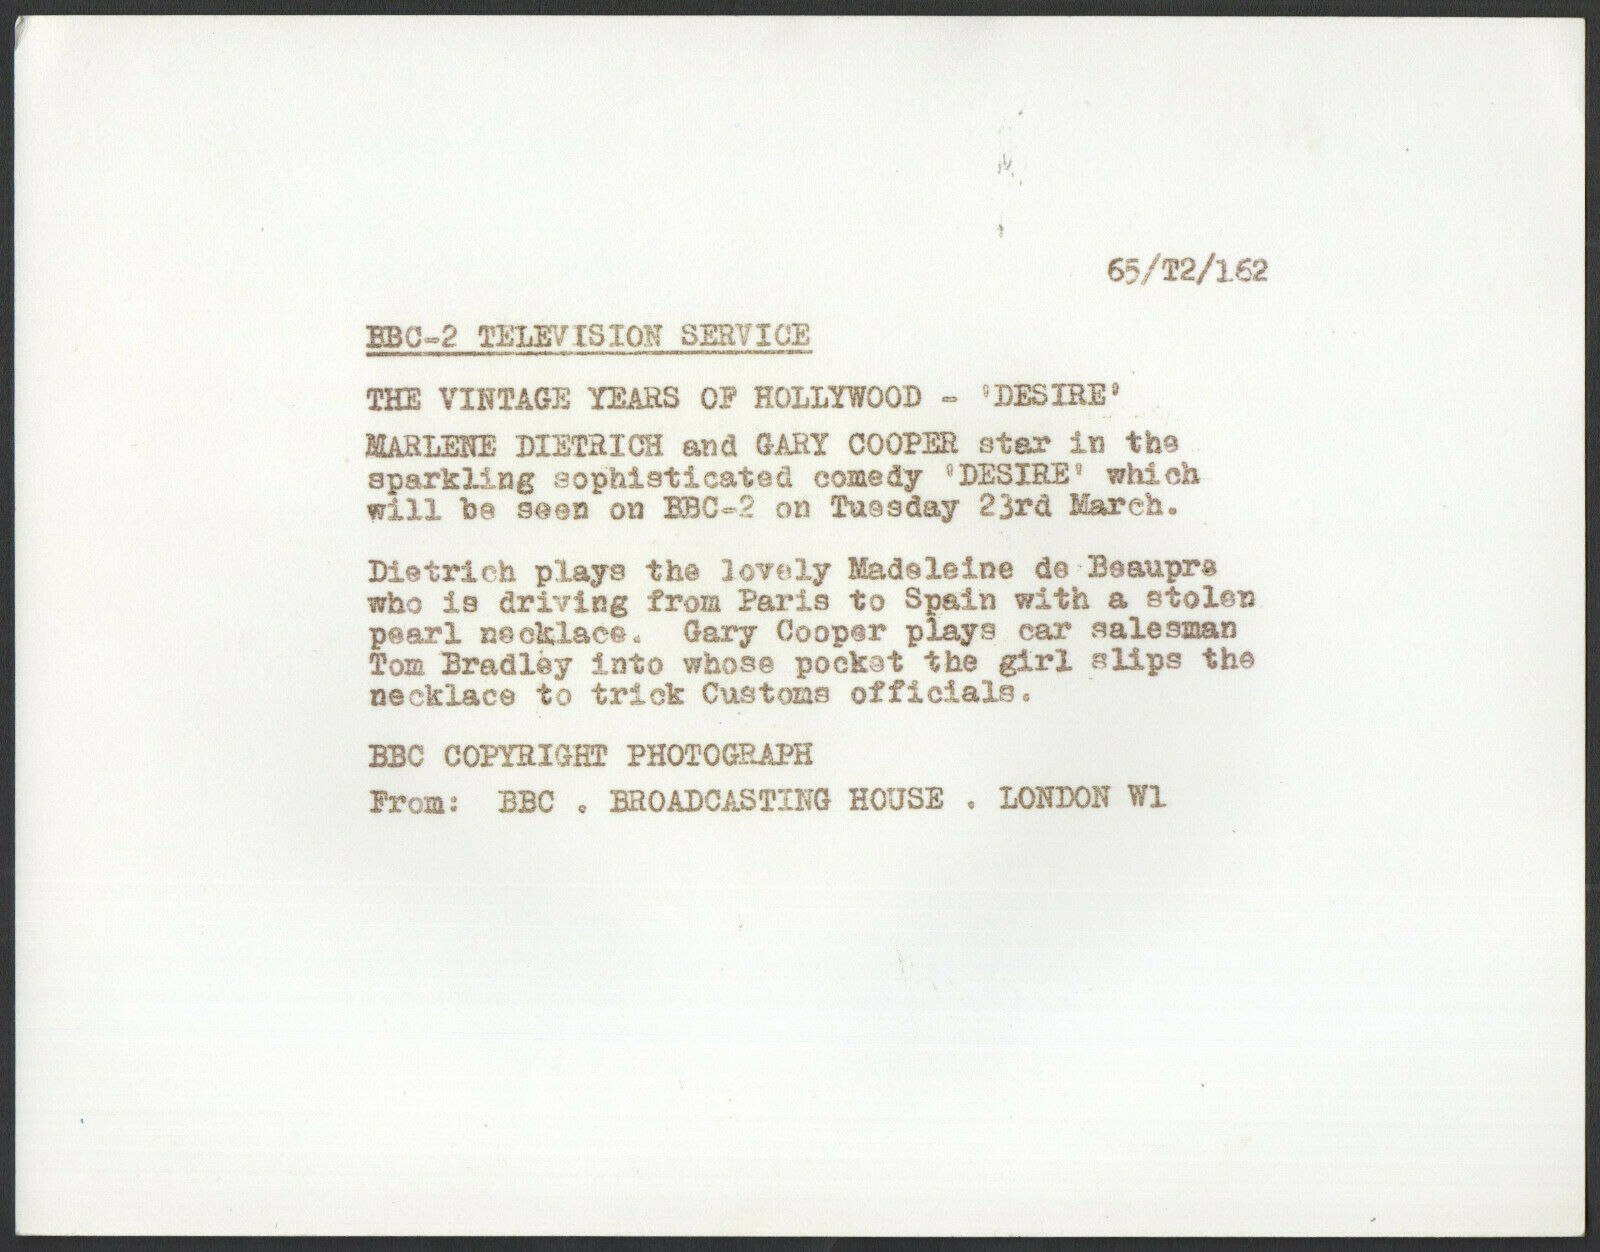 65/T2/162
BBC-2 TELEVISION SERVICE
THE VINTAGE YEARS OF HOLLYWOOD - 'DESIRE'
MARLENE DIETRICH and GARY COOPER star in the
sparkling sophisticated comedy 'DESIRE' which
will be seen on BBC-2 on Tuesday 23rd March.
Dietrich plays the lovely Madeleine de Beaupre
who is driving from Paris to Spain with a stolen
pearl necklace. Gary Cooper plays car salesman
Tom Bradley into whose pocket the girl slips the
necklace to trick Customs officials.
BBC COPYRIGHT PHOTOGRAPH
From: BBC . BROADCASTING HOUSE . LONDON W1